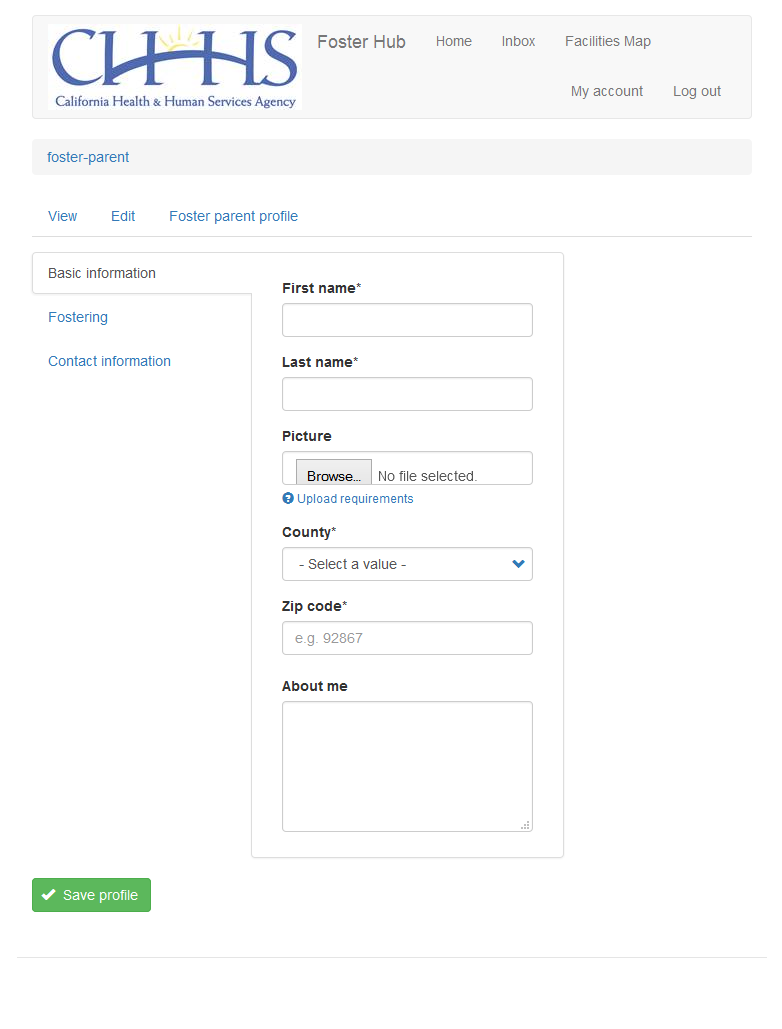 CHHS
California Health & Human Services Agency
Foster Hub Home Inbox Facilities Map
My account Log out
foster-parent
View Edit Foster parent profile
Basic information
Fostering
Contact information
First name*
Last name*
Picture
Browse... No file selected.
Upload requirements
County*
- Select a value -
Zip code*
e.g. 92867
About me
Save profile